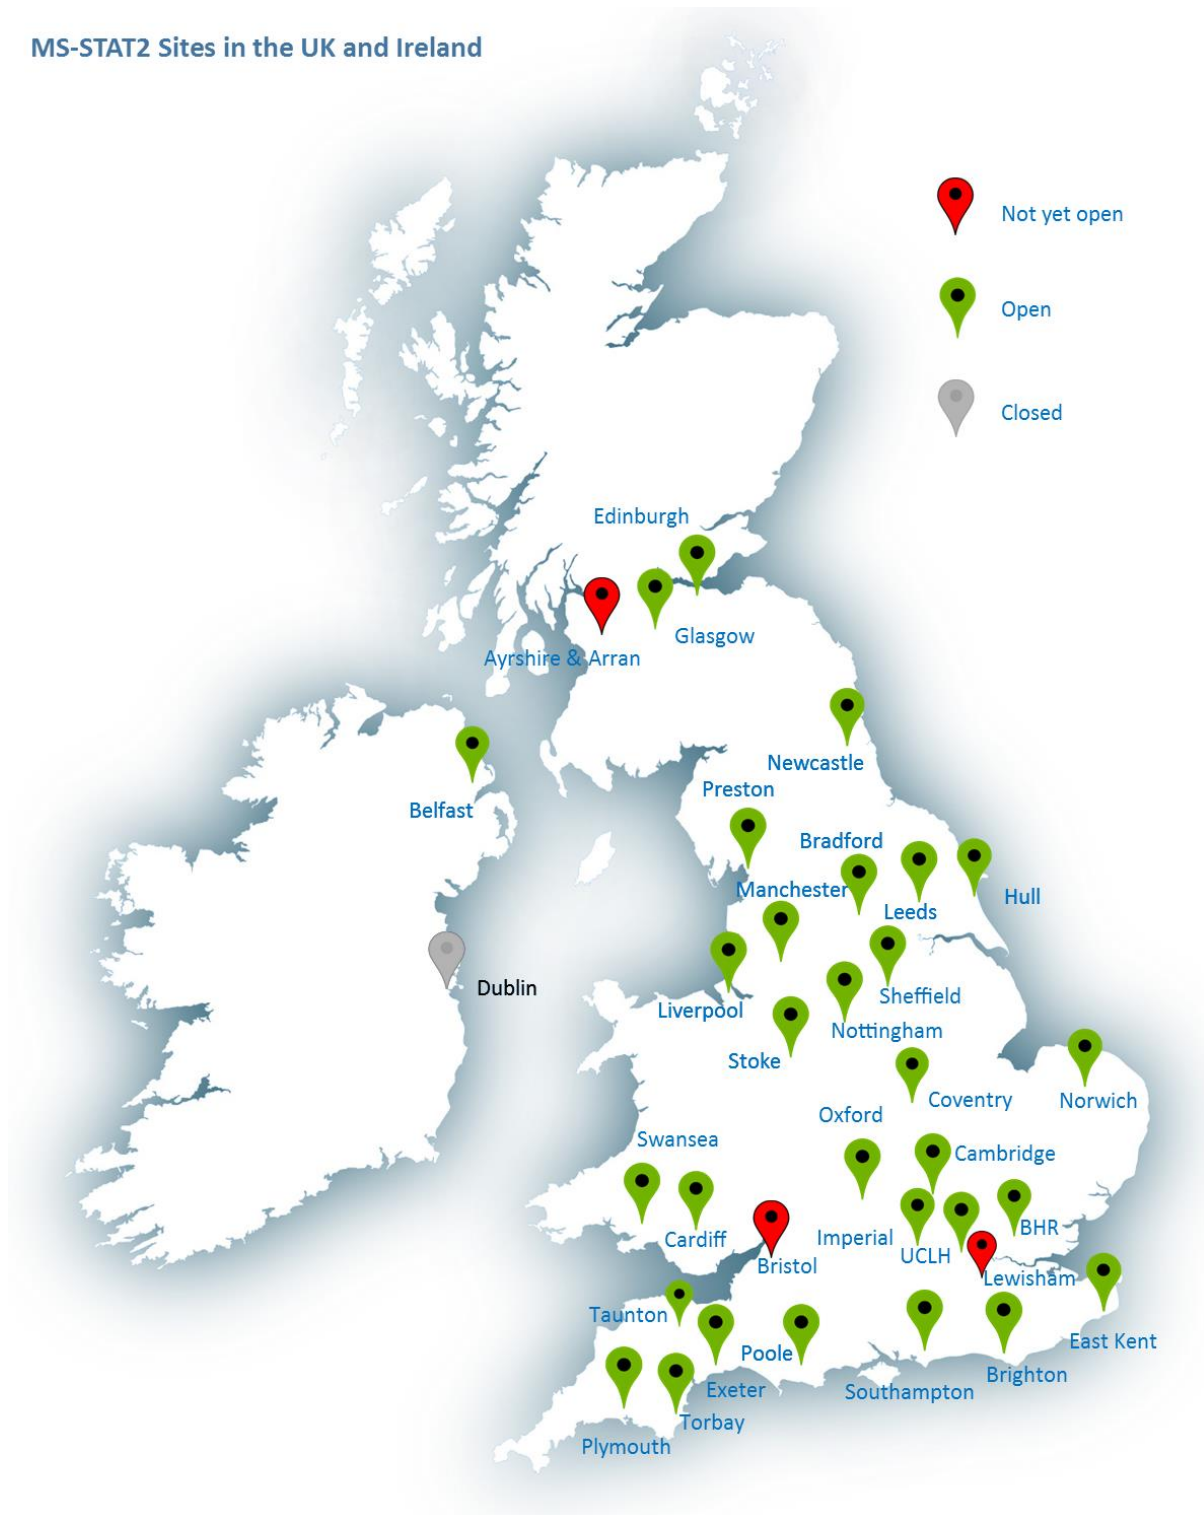 MS-STAT2 Sites in the UK and Ireland
Not yet open
Open
Closed
Edinburgh
Glasgow
Ayrshire & Arran
Newcastle
Preston
Belfast
Bradford
Manchester
Hull
Leeds
Dublin
Sheffield
Liverpool
Nottingham
Stoke
Coventry
Norwich
Oxford
Swansea
Cambridge
BHR
Imperial
Cardiff
UCLH
Bristol
Lewisham
Taunton
East Kent
Poole
Brighton
Exeter
Southampton
Torbay
Plymouth